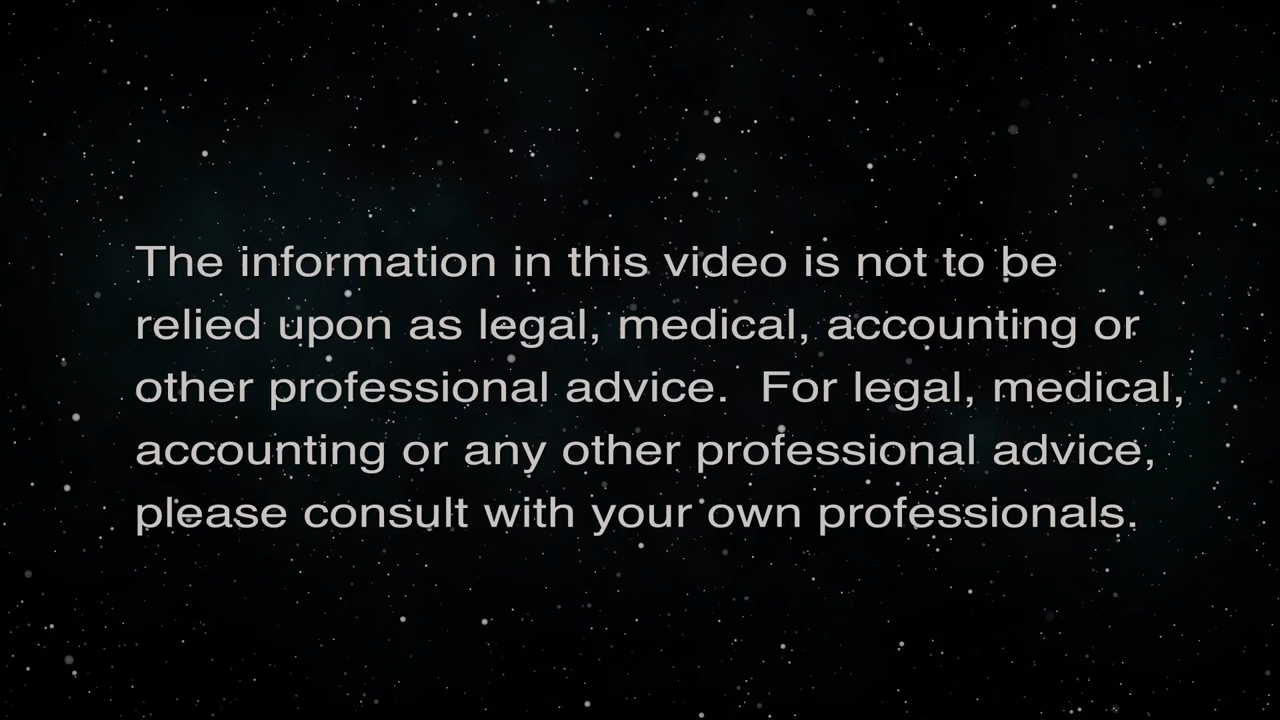 The information in this video is not to be
relied upon as legal, medical, accounting or
other professional advice.  For legal, medical,
accounting or any other professional advice,
please consult with your own professionals.